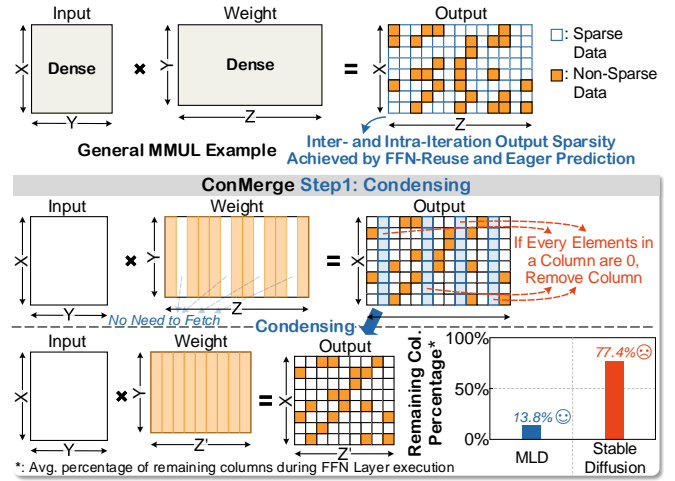 Input
Weight
Output
X
Dense
Y
Y
Dense
Z
=
X
Z
: Sparse
Data
: Non-Sparse
Data
General MMUL Example
Inter- and Intra-Iteration Output Sparsity
Achieved by FFN-Reuse and Eager Prediction
ConMerge Step1: Condensing
Input
Weight
Output
X
Y
Y
Z
=
X
If Every Elements in
a Column are 0,
Remove Column
No Need to Fetch
Condensing
Input
Weight
Output
X
Y
Y
Z'
=
X
Z'
Remaining Col.
Percentage*
100%
50%
0%
13.8%
77.4%
MLD
Stable
Diffusion
*: Avg. percentage of remaining columns during FFN Layer execution